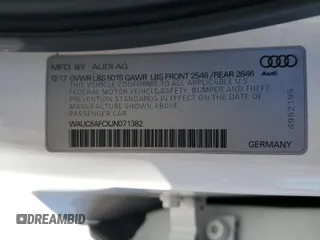 MFD. BY AUDI AG
12/17 GVWR LBS 5015 GAWR LBS FRONT 2646 /REAR 2646
THIS VEHICLE CONFORMS TO ALL APPLICABLE
FEDERAL MOTOR VEHICLE SAFETY
BUMPER AND THEFT
PREVENTION STANDARDS IN EFFECT ON THE
DATE OF MANUFACTURE SHOWN ABOVE.
PASSENGER CAR
WAUC8AFCXJN071382
Audi
4952196
GERMANY
DREAMBID